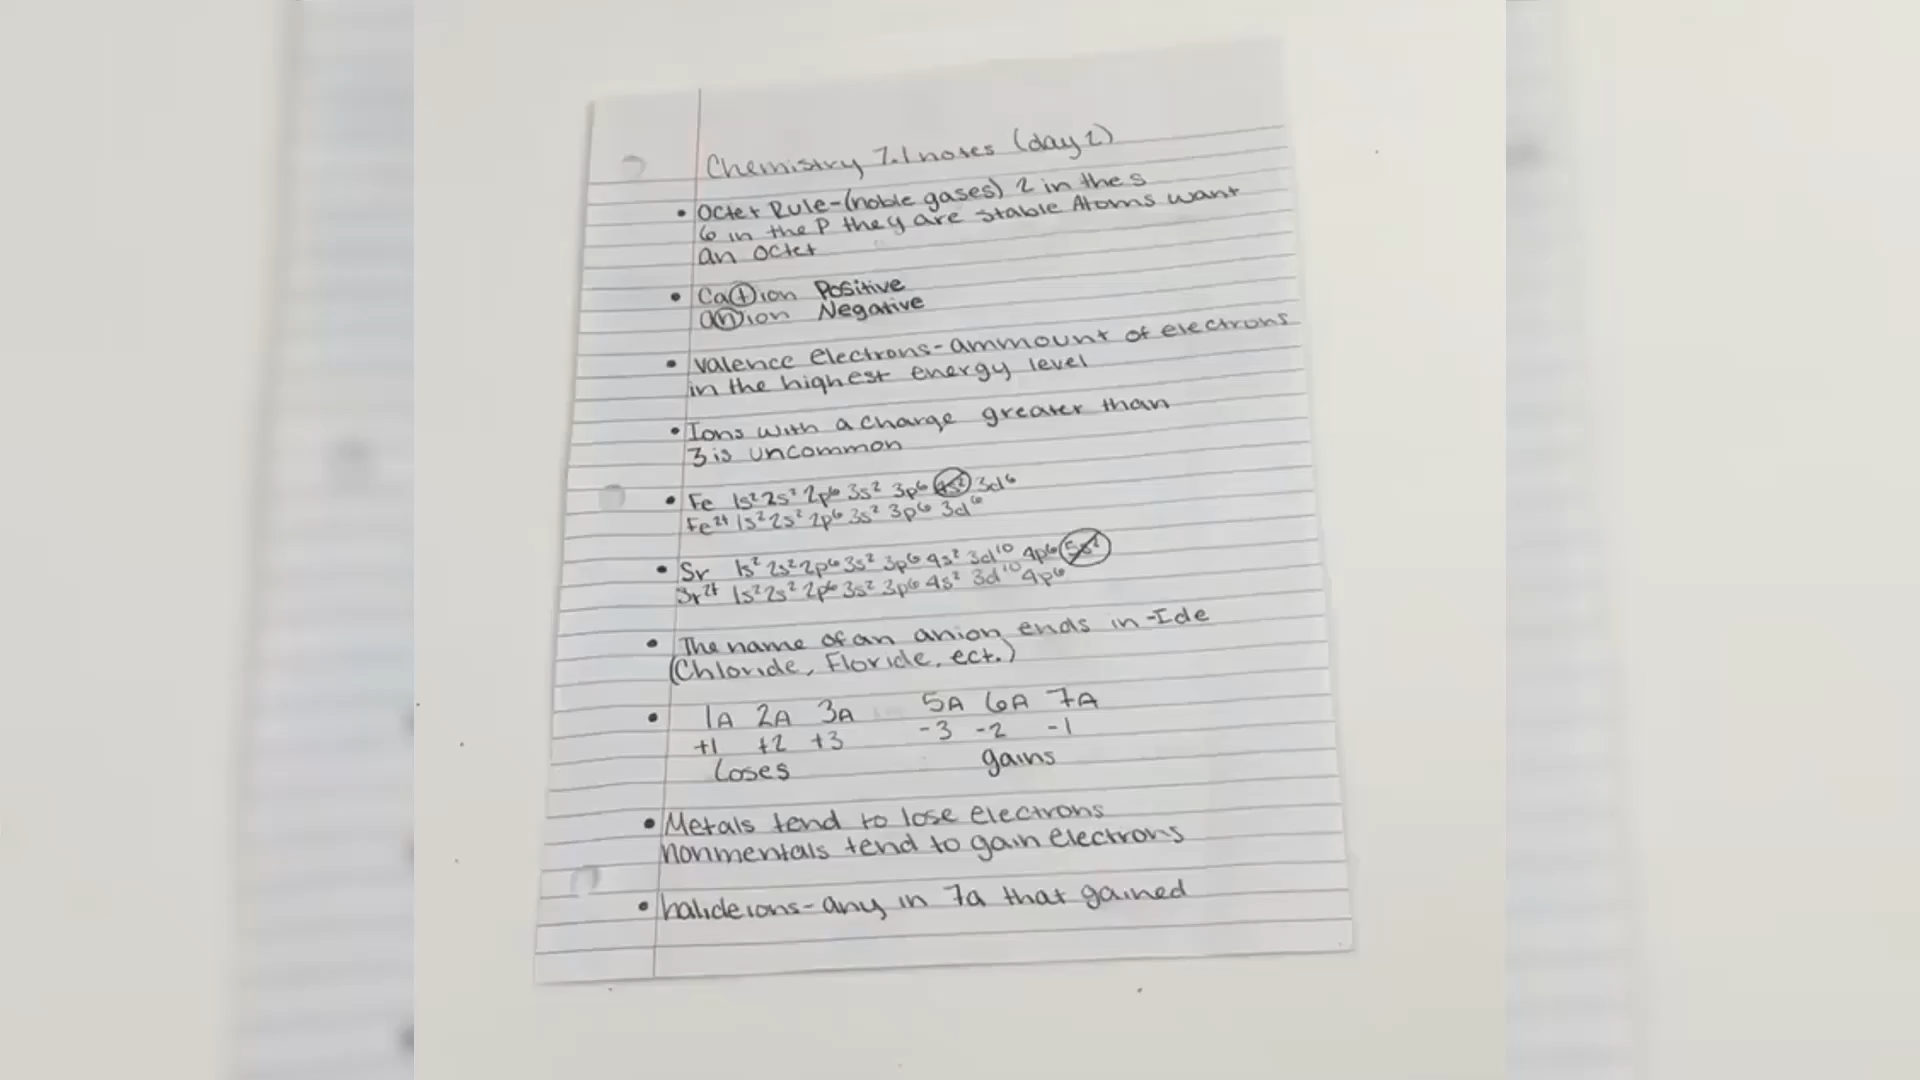 Chemistry 7.1 notes (day 2)
• Octet Rule-(noble gases) 2 in the s
6 in the P they are stable Atoms want
an octet
• Cation Positive
anion Negative
• Valence electrons-ammount of electrons
in the highest energy level
• Ions with a charge greater than
3 is uncommon
• Fe 1s² 2s² 2p⁶ 3s² 3p⁶ 4s² 3d⁶
Fe²⁺ 1s² 2s² 2p⁶ 3s² 3p⁶ 3d⁶
• Sr 1s² 2s² 2p⁶ 3s² 3p⁶ 4s² 3d¹⁰ 4p⁶ 5s²
Sr²⁺ 1s² 2s² 2p⁶ 3s² 3p⁶ 4s² 3d¹⁰ 4p⁶
• The name of an anion ends in -Ide
(Chloride, Floride, ect.)
• 1A 2A 3A 5A 6A 7A
+1 +2 +3 -3 -2 -1
Loses gains
• Metals tend to lose electrons
nonmentals tend to gain electrons
• halide ions-any in 7a that gained